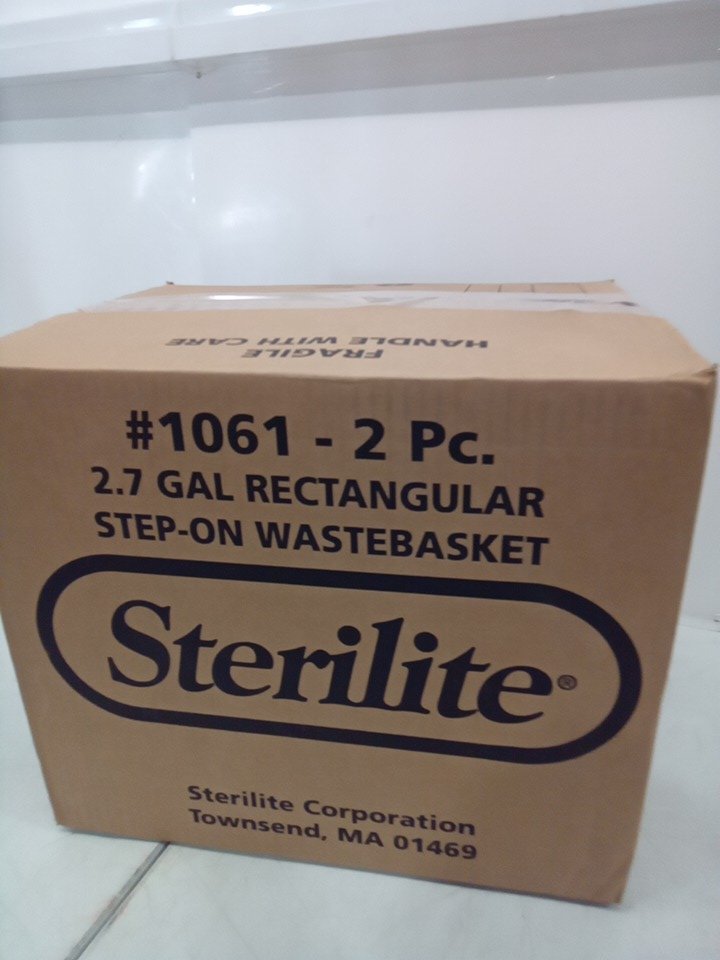 FRAGILE
HANDLE WITH CARE
#1061 - 2 Pc.
2.7 GAL RECTANGULAR
STEP-ON WASTEBASKET
Sterilite®
Sterilite Corporation
Townsend, MA 01469